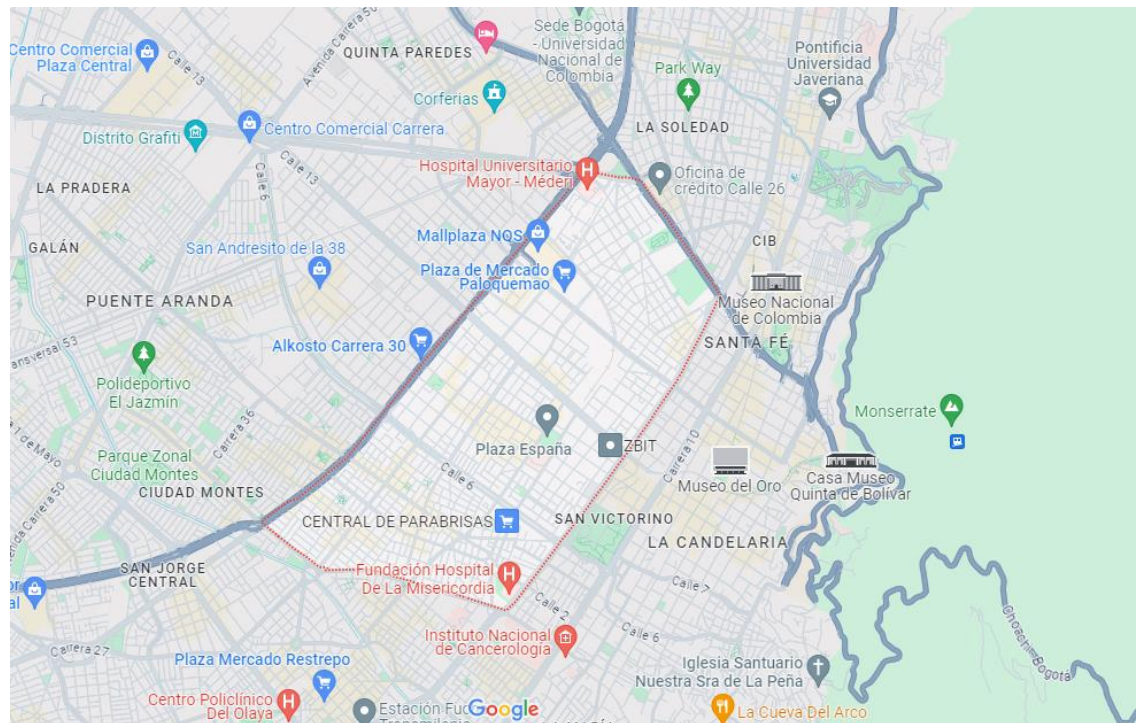 Centro Comercial
Plaza Central
Calle 13
Avenida Carrera 50
QUINTA PAREDES
Sede Bogotá
- Universidad
Nacional de
Colombia
Pontificia
Universidad
Javeriana
Park Way
Corferias
LA SOLEDAD
Distrito Grafiti
Centro Comercial Carrera
Calle 6
Calle 13
Hospital Universitario
Mayor - Méderi
Oficina de
crédito Calle 26
LA PRADERA
GALÁN
San Andresito de la 38
Mallplaza NQS
CIB
Plaza de Mercado
Paloquemao
Museo Nacional
de Colombia
PUENTE ARANDA
SANTA FÉ
Alkosto Carrera 30
Polideportivo
El Jazmín
Carrera 36
Monserrate
Plaza España
ZBIT
Carrera 10
Parque Zonal
Ciudad Montes
Calle 6
Museo del Oro
Casa Museo
Quinta de Bolívar
CIUDAD MONTES
CENTRAL DE PARABRISAS
SAN VICTORINO
LA CANDELARIA
SAN JORGE
CENTRAL
Fundación Hospital
De La Misericordia
Calle 7
Calle 2
Calle 6
Instituto Nacional
de Cancerología
Choachí-Bogotá
Carrera 27
Plaza Mercado Restrepo
Iglesia Santuario
Nuestra Sra de La Peña
Centro Policlínico
Del Olaya
Google
La Cueva Del Arco